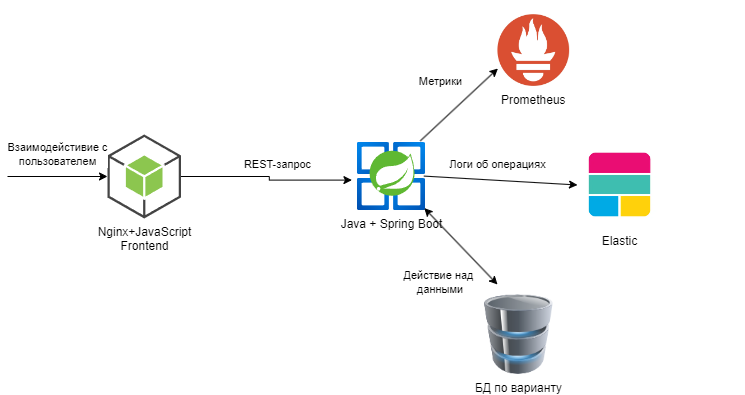 Метрики
Prometheus
Взаимодействие с
пользователем
REST-запрос
Логи об операциях
Nginx+JavaScript
Frontend
Java + Spring Boot
Elastic
Действие над
данными
БД по варианту